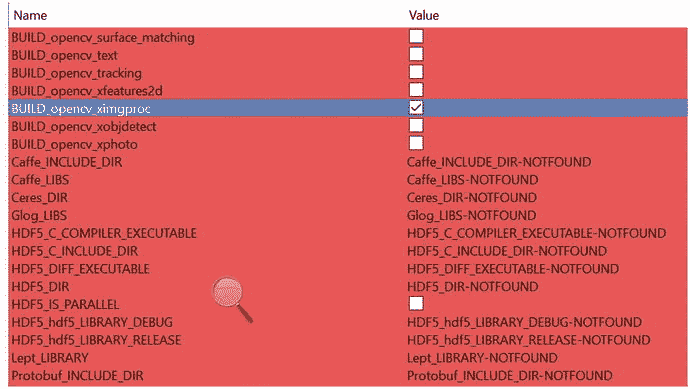 Name Value
BUILD_opencv_surface_matching
BUILD_opencv_text
BUILD_opencv_tracking
BUILD_opencv_xfeatures2d
BUILD_opencv_ximgproc
BUILD_opencv_xobjdetect
BUILD_opencv_xphoto
Caffe_INCLUDE_DIR Caffe_INCLUDE_DIR-NOTFOUND
Caffe_LIBS Caffe_LIBS-NOTFOUND
Ceres_DIR Ceres_DIR-NOTFOUND
Glog_LIBS Glog_LIBS-NOTFOUND
HDF5_C_COMPILER_EXECUTABLE HDF5_C_COMPILER_EXECUTABLE-NOTFOUND
HDF5_C_INCLUDE_DIR HDF5_C_INCLUDE_DIR-NOTFOUND
HDF5_DIFF_EXECUTABLE HDF5_DIFF_EXECUTABLE-NOTFOUND
HDF5_DIR HDF5_DIR-NOTFOUND
HDF5_IS_PARALLEL
HDF5_hdf5_LIBRARY_DEBUG HDF5_hdf5_LIBRARY_DEBUG-NOTFOUND
HDF5_hdf5_LIBRARY_RELEASE HDF5_hdf5_LIBRARY_RELEASE-NOTFOUND
Lept_LIBRARY Lept_LIBRARY-NOTFOUND
Protobuf_INCLUDE_DIR Protobuf_INCLUDE_DIR-NOTFOUND